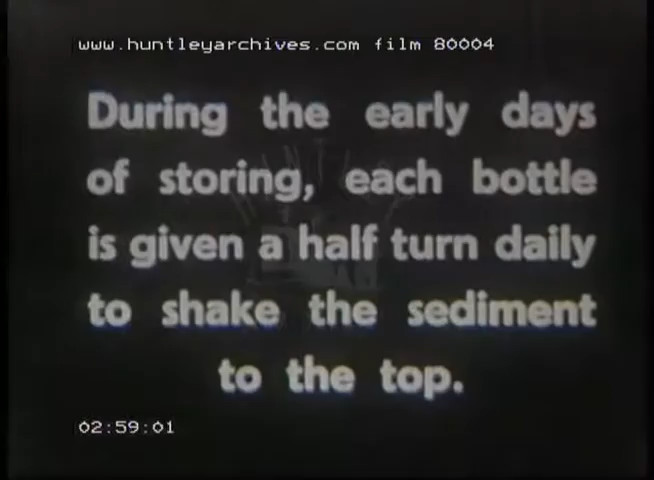 www.huntleyarchives.com film 80004
During the early days
of storing, each bottle
is given a half turn daily
to shake the sediment
to the top.
02:59:01